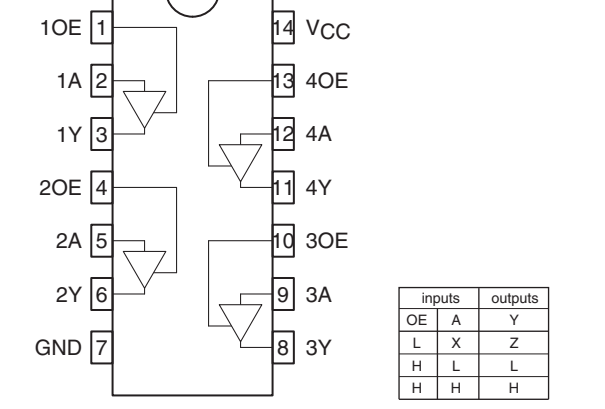 1OE 1 14 VCC
1A 2 13 4OE
1Y 3 12 4A
2OE 4 11 4Y
2A 5 10 3OE
2Y 6 9 3A
GND 7 8 3Y
inputs outputs
OE A Y
L X Z
H L L
H H H